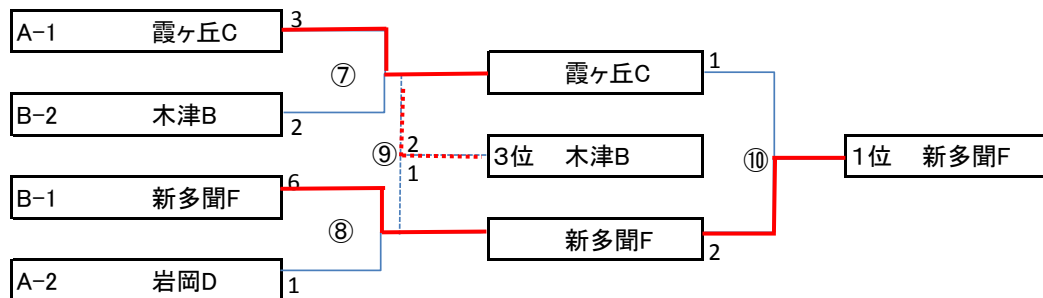 A-1 霞ヶ丘C 3
⑦ 霞ヶ丘C 1
B-2 木津B 2
⑨ 2 3位 木津B
1
⑩ 1位 新多聞F
B-1 新多聞F 6
⑧ 新多聞F 2
A-2 岩岡D 1